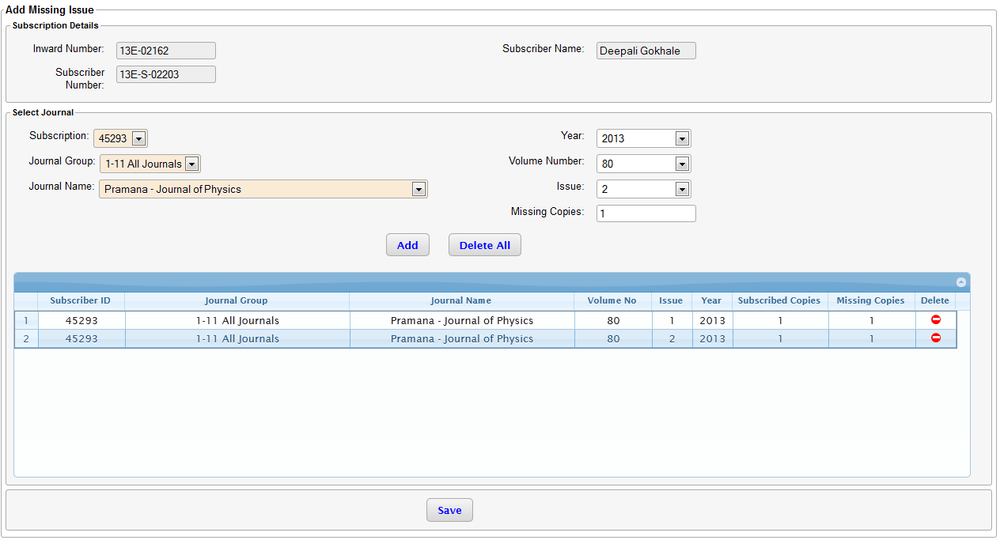 Add Missing Issue
Subscription Details
Inward Number: 13E-02162 Subscriber Name: Deepali Gokhale
Subscriber Number: 13E-S-02203
Select Journal
Subscription: 45293 Year: 2013
Journal Group: 1-11 All Journals Volume Number: 80
Journal Name: Pramana - Journal of Physics Issue: 2
Missing Copies: 1
Add Delete All
Subscriber ID Journal Group Journal Name Volume No Issue Year Subscribed Copies Missing Copies Delete
1 45293 1-11 All Journals Pramana - Journal of Physics 80 1 2013 1 1
2 45293 1-11 All Journals Pramana - Journal of Physics 80 2 2013 1 1
Save